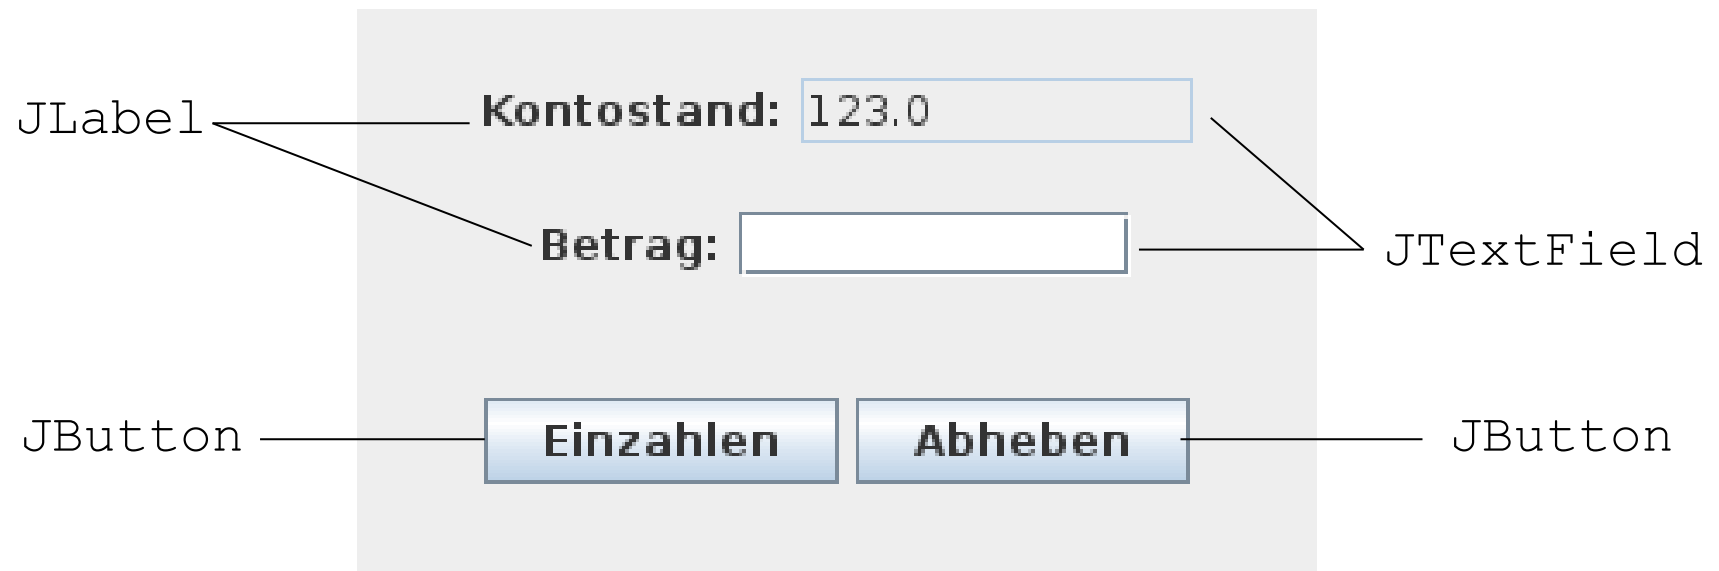 JLabel Kontostand: 123.0
Betrag: JTextField
JButton Einzahlen Abheben JButton